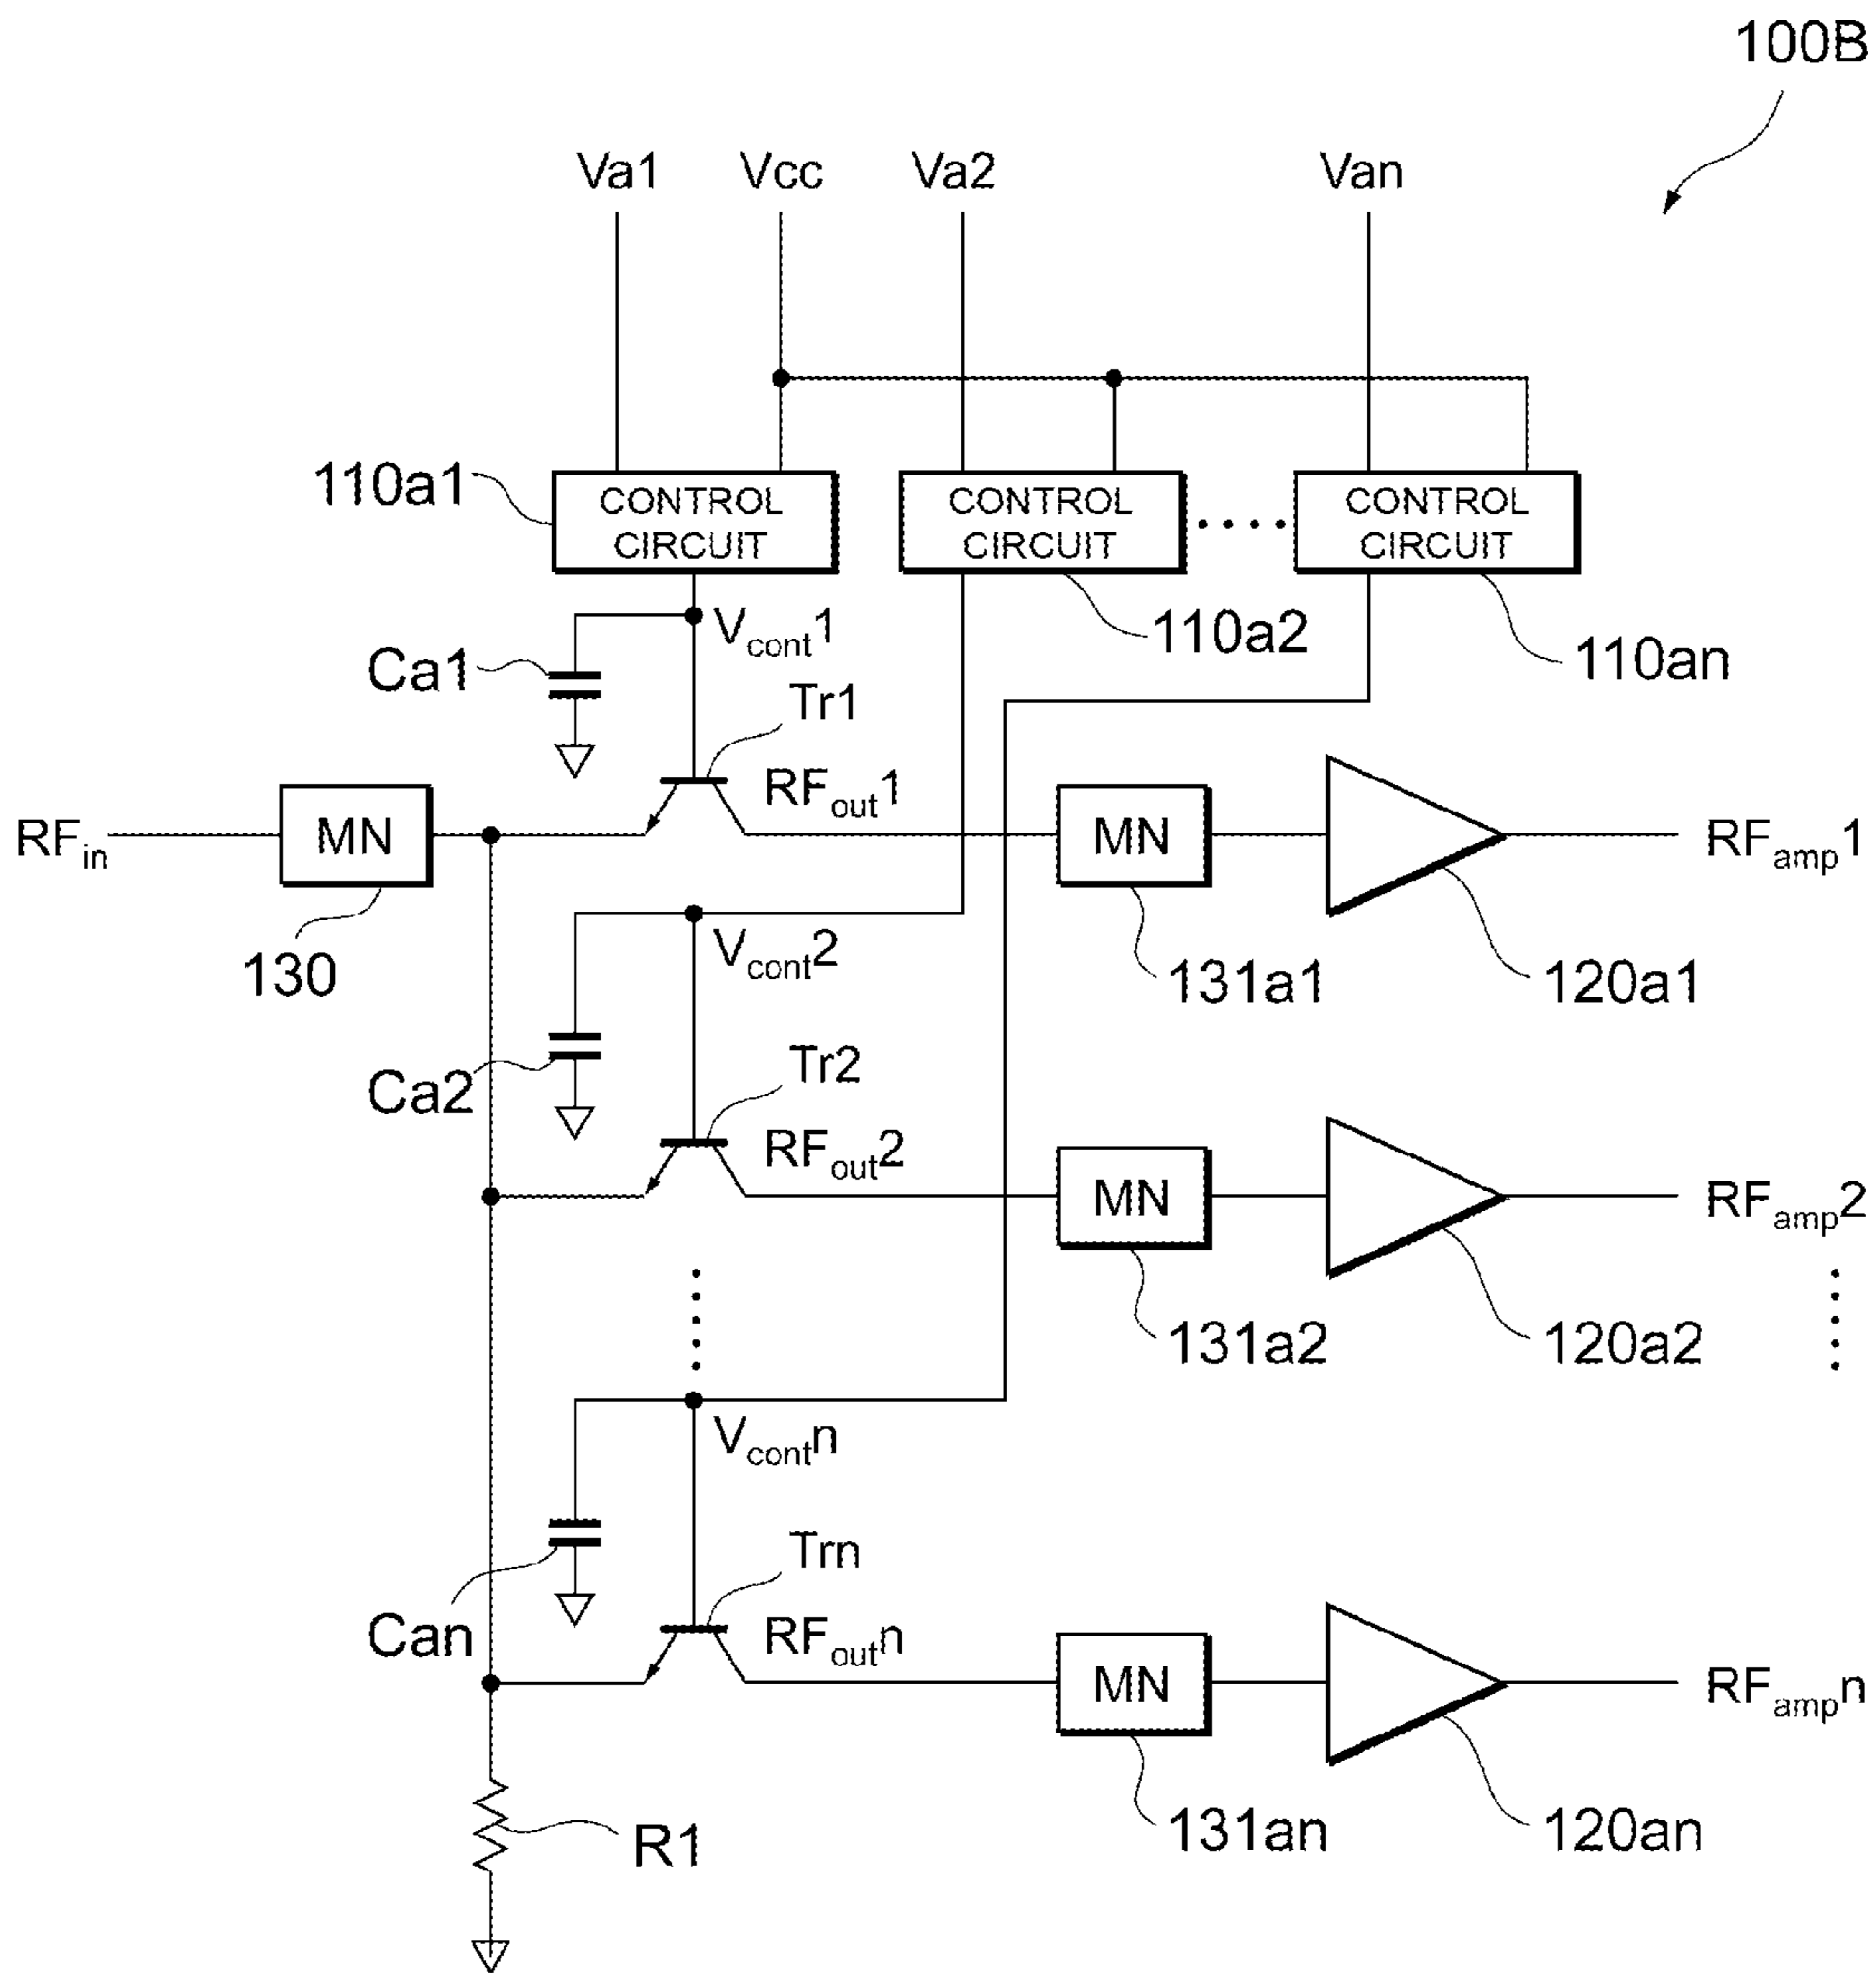 100B
Va1 Vcc Va2 Van
110a1
CONTROL CIRCUIT
CONTROL CIRCUIT
CONTROL CIRCUIT
110a2
110an
Vcont1
Ca1
Tr1
RFout1
RFin
MN
130
MN
131a1
120a1
RFamp1
Vcont2
Ca2
Tr2
RFout2
MN
131a2
120a2
RFamp2
Vcontn
Can
Trn
RFoutn
MN
131an
120an
RFampn
R1